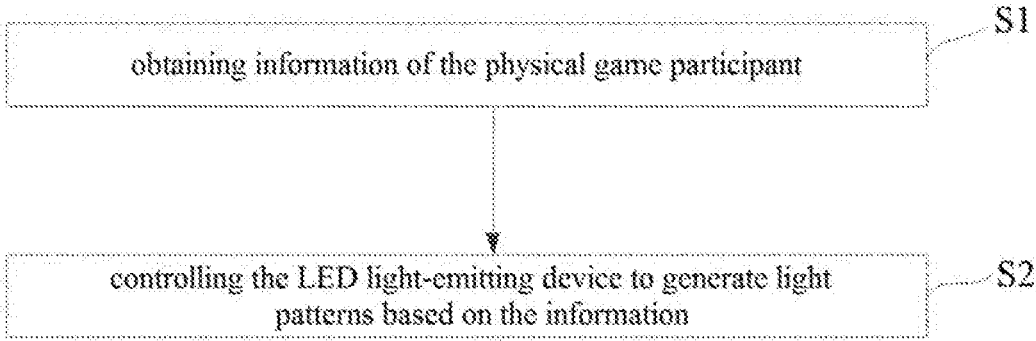 S1
obtaining information of the physical game participant
controlling the LED light-emitting device to generate light
patterns based on the information
S2